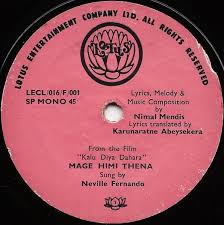 LOTUS ENTERTAINMENT COMPANY LTD. ALL RIGHTS RESERVED
LOTUS
LECL/016/F/001
SP MONO 45
Lyrics, Melody &
Music Composition
by
Nimal Mendis
Lyrics translated by
Karunaratne Abeysekera
From the Film
"Kalu Diya Dahara"
MAGE HIMI THENA
Sung by
Neville Fernando